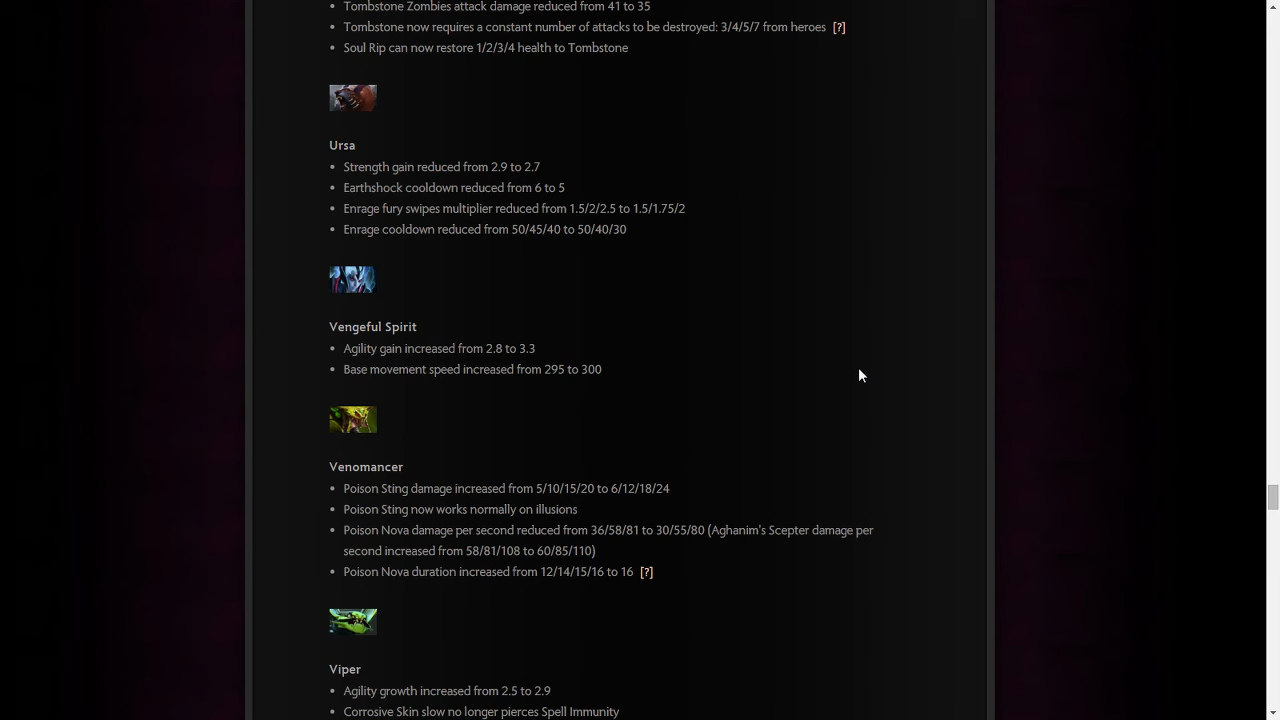 • Tombstone Zombies attack damage reduced from 41 to 35
• Tombstone now requires a constant number of attacks to be destroyed: 3/4/5/7 from heroes [?]
• Soul Rip can now restore 1/2/3/4 health to Tombstone
Ursa
• Strength gain reduced from 2.9 to 2.7
• Earthshock cooldown reduced from 6 to 5
• Enrage fury swipes multiplier reduced from 1.5/2/2.5 to 1.5/1.75/2
• Enrage cooldown reduced from 50/45/40 to 50/40/30
Vengeful Spirit
• Agility gain increased from 2.8 to 3.3
• Base movement speed increased from 295 to 300
Venomancer
• Poison Sting damage increased from 5/10/15/20 to 6/12/18/24
• Poison Sting now works normally on illusions
• Poison Nova damage per second reduced from 36/58/81 to 30/55/80 (Aghanim's Scepter damage per
second increased from 58/81/108 to 60/85/110)
• Poison Nova duration increased from 12/14/15/16 to 16 [?]
Viper
• Agility growth increased from 2.5 to 2.9
• Corrosive Skin slow no longer pierces Spell Immunity